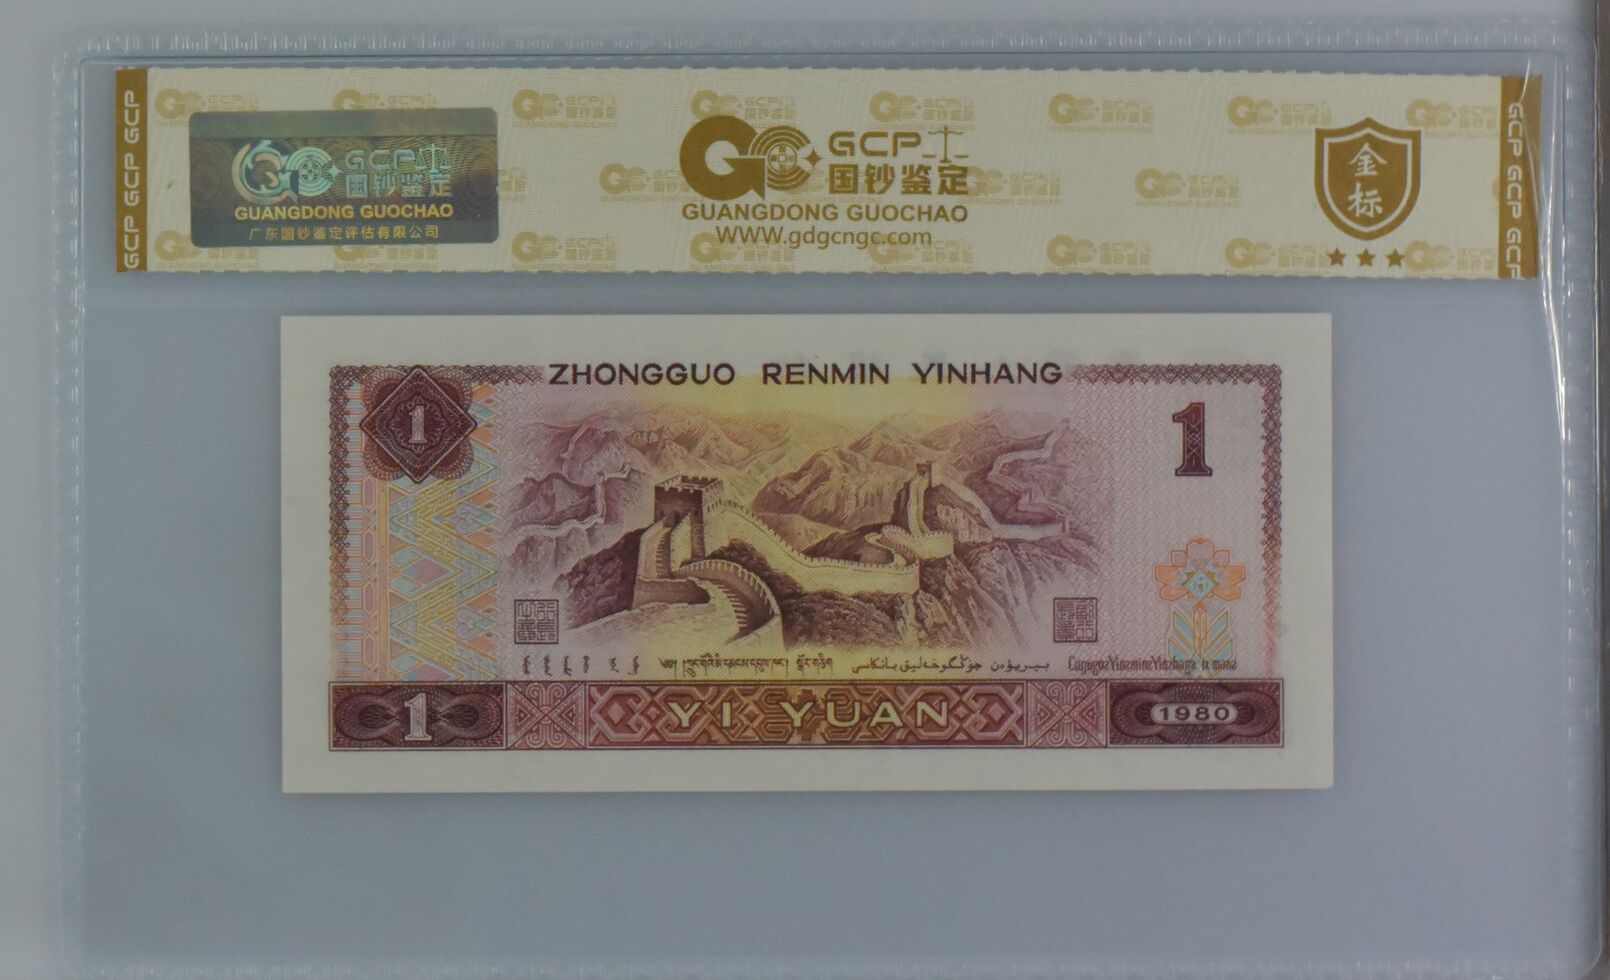 GCP GCP GCP
GCP 国钞鉴定
GUANGDONG GUOCHAO
广东国钞鉴定评估有限公司
GCP
国钞鉴定
GUANGDONG GUOCHAO
WWW.gdgcngc.com
金标
GCP GCP GCP
ZHONGGUO RENMIN YINHANG
1
1
1
YI YUAN
1980